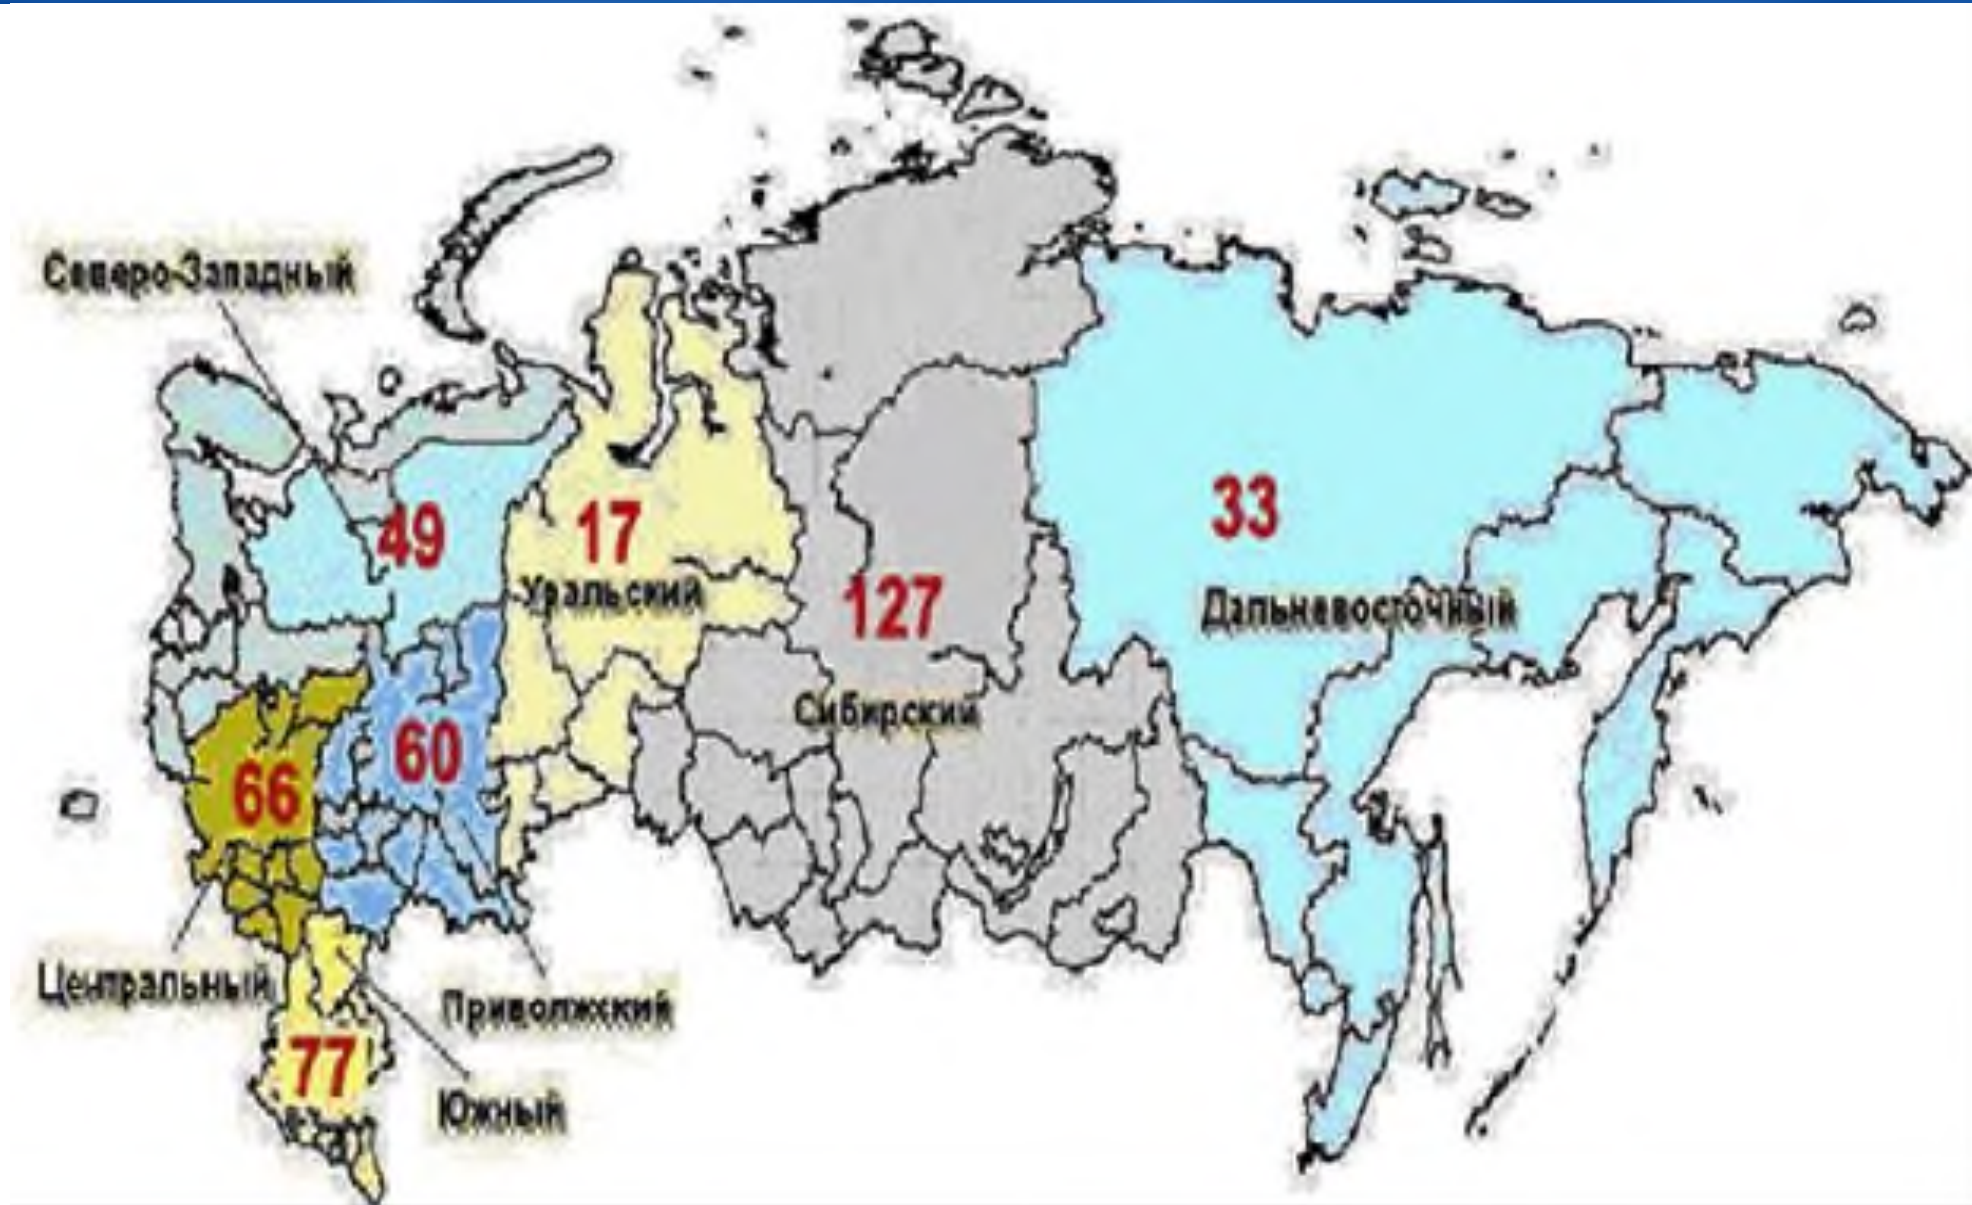 Северо-Западный
49
17
33
Уральский
127
Дальневосточный
Сибирский
60
66
Центральный
Приволжский
77
Южный